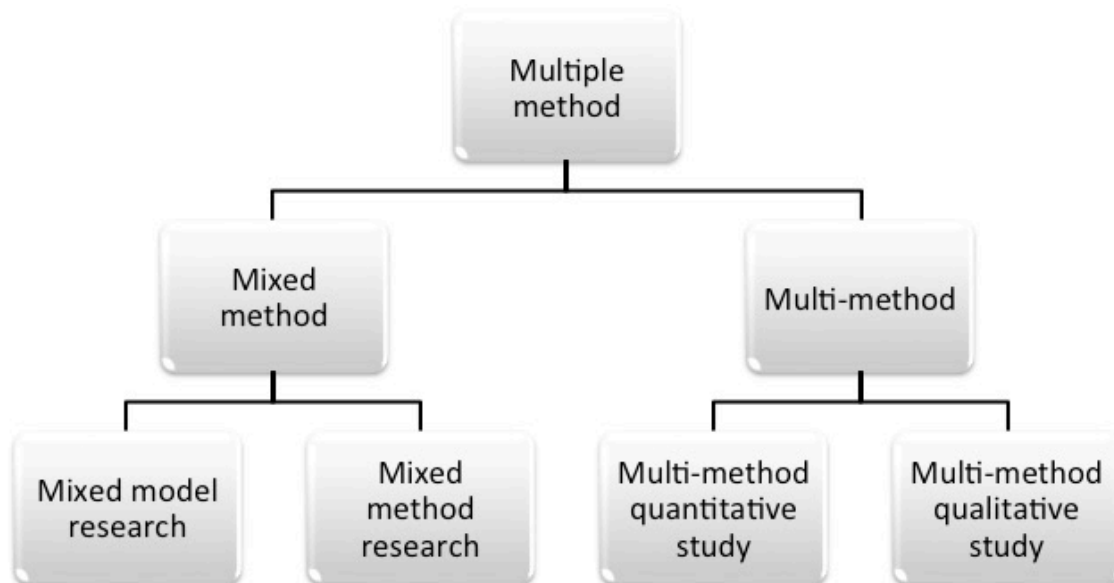 Multiple
method
Mixed
method
Multi-method
Mixed model
research
Mixed
method
research
Multi-method
quantitative
study
Multi-method
qualitative
study